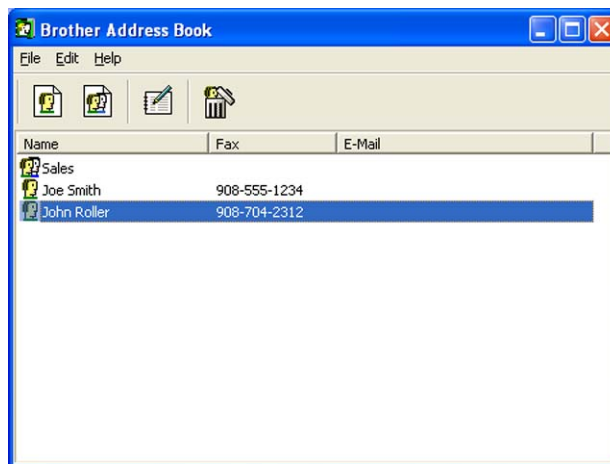 Brother Address Book
File Edit Help
Name Fax E-Mail
Sales
Joe Smith 908-555-1234
John Roller 908-704-2312